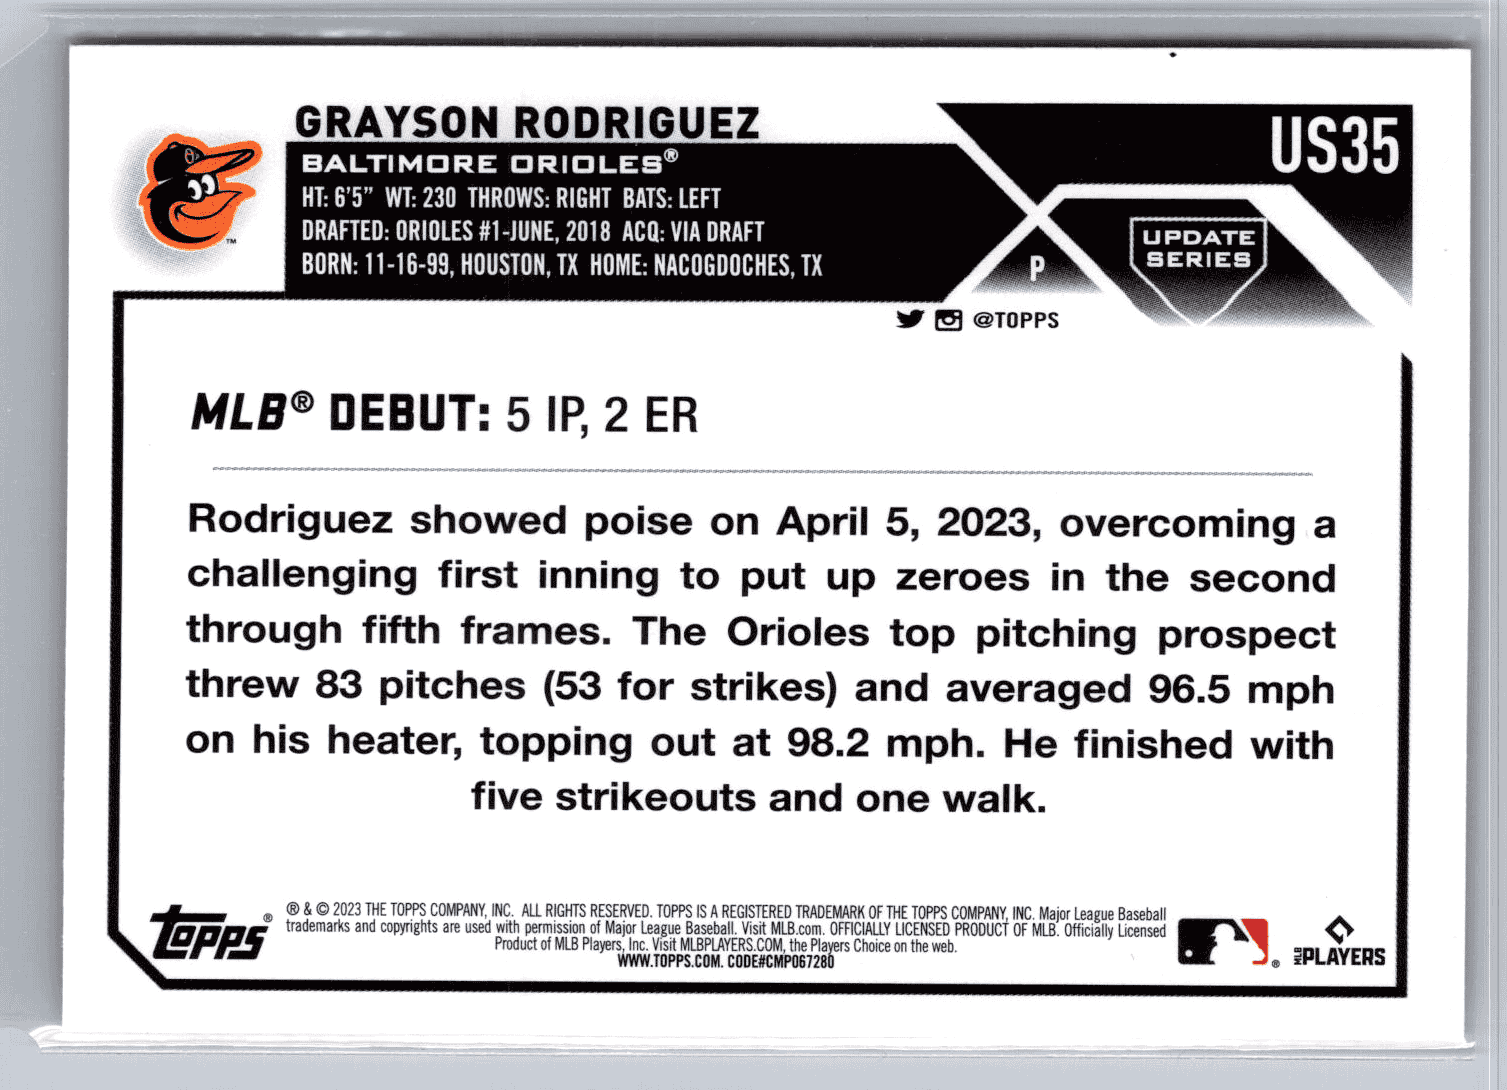 GRAYSON RODRIGUEZ
BALTIMORE ORIOLES®
HT: 6'5” WT: 230 THROWS: RIGHT BATS: LEFT
DRAFTED: ORIOLES #1-JUNE, 2018 ACQ: VIA DRAFT
BORN: 11-16-99, HOUSTON, TX HOME: NACOGDOCHES, TX
US35
UPDATE
SERIES
P
TM
@TOPPS
MLB® DEBUT: 5 IP, 2 ER
Rodriguez showed poise on April 5, 2023, overcoming a
challenging first inning to put up zeroes in the second
through fifth frames. The Orioles top pitching prospect
threw 83 pitches (53 for strikes) and averaged 96.5 mph
on his heater, topping out at 98.2 mph. He finished with
five strikeouts and one walk.
topps®
® & © 2023 THE TOPPS COMPANY, INC. ALL RIGHTS RESERVED. TOPPS IS A REGISTERED TRADEMARK OF THE TOPPS COMPANY, INC. Major League Baseball
trademarks and copyrights are used with permission of Major League Baseball. Visit MLB.com. OFFICIALLY LICENSED PRODUCT OF MLB. Officially Licensed
Product of MLB Players, Inc. Visit MLBPLAYERS.COM, the Players Choice on the web.
WWW.TOPPS.COM. CODE#CMP067280
®
MLB PLAYERS